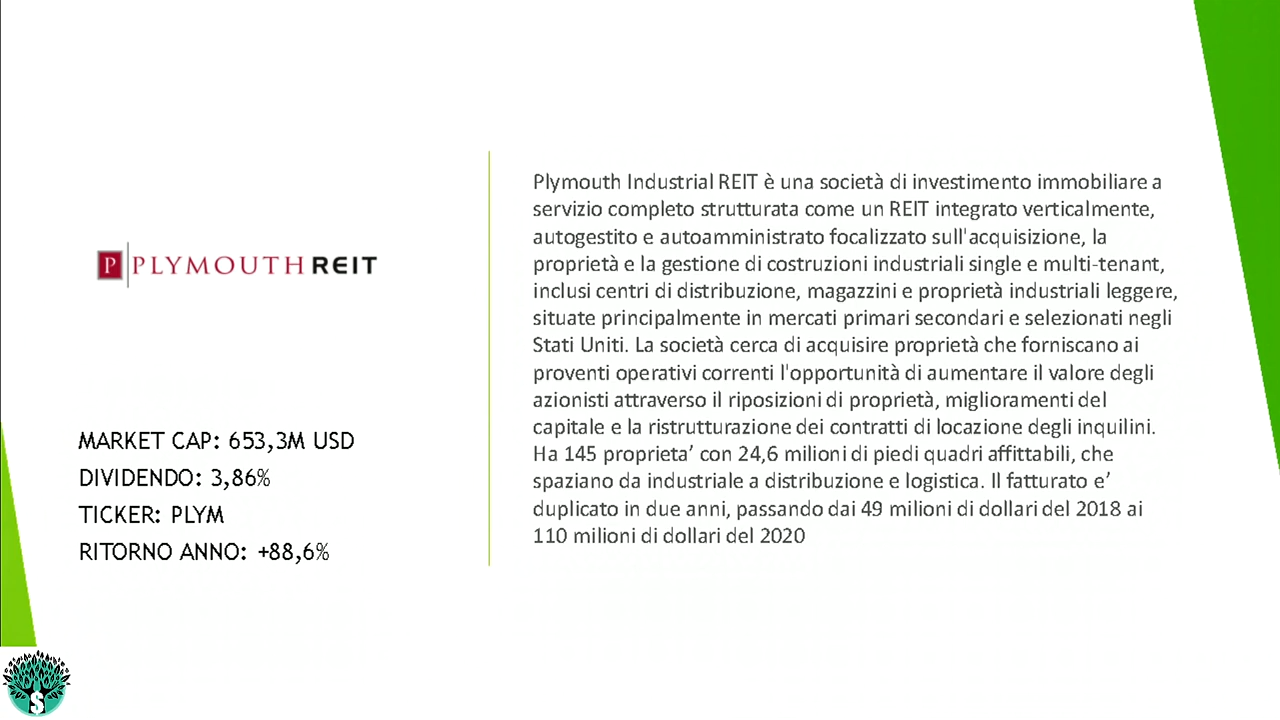 P PLYMOUTH REIT
MARKET CAP: 653,3M USD
DIVIDENDO: 3,86%
TICKER: PLYM
RITORNO ANNO: +88,6%
Plymouth Industrial REIT è una società di investimento immobiliare a
servizio completo strutturata come un REIT integrato verticalmente,
autogestito e autoamministrato focalizzato sull'acquisizione, la
proprietà e la gestione di costruzioni industriali single e multi-tenant,
inclusi centri di distribuzione, magazzini e proprietà industriali leggere,
situate principalmente in mercati primari secondari e selezionati negli
Stati Uniti. La società cerca di acquisire proprietà che forniscano ai
proventi operativi correnti l'opportunità di aumentare il valore degli
azionisti attraverso il riposizioni di proprietà, miglioramenti del
capitale e la ristrutturazione dei contratti di locazione degli inquilini.
Ha 145 proprieta’ con 24,6 milioni di piedi quadri affittabili, che
spaziano da industriale a distribuzione e logistica. Il fatturato e’
duplicato in due anni, passando dai 49 milioni di dollari del 2018 ai
110 milioni di dollari del 2020
$